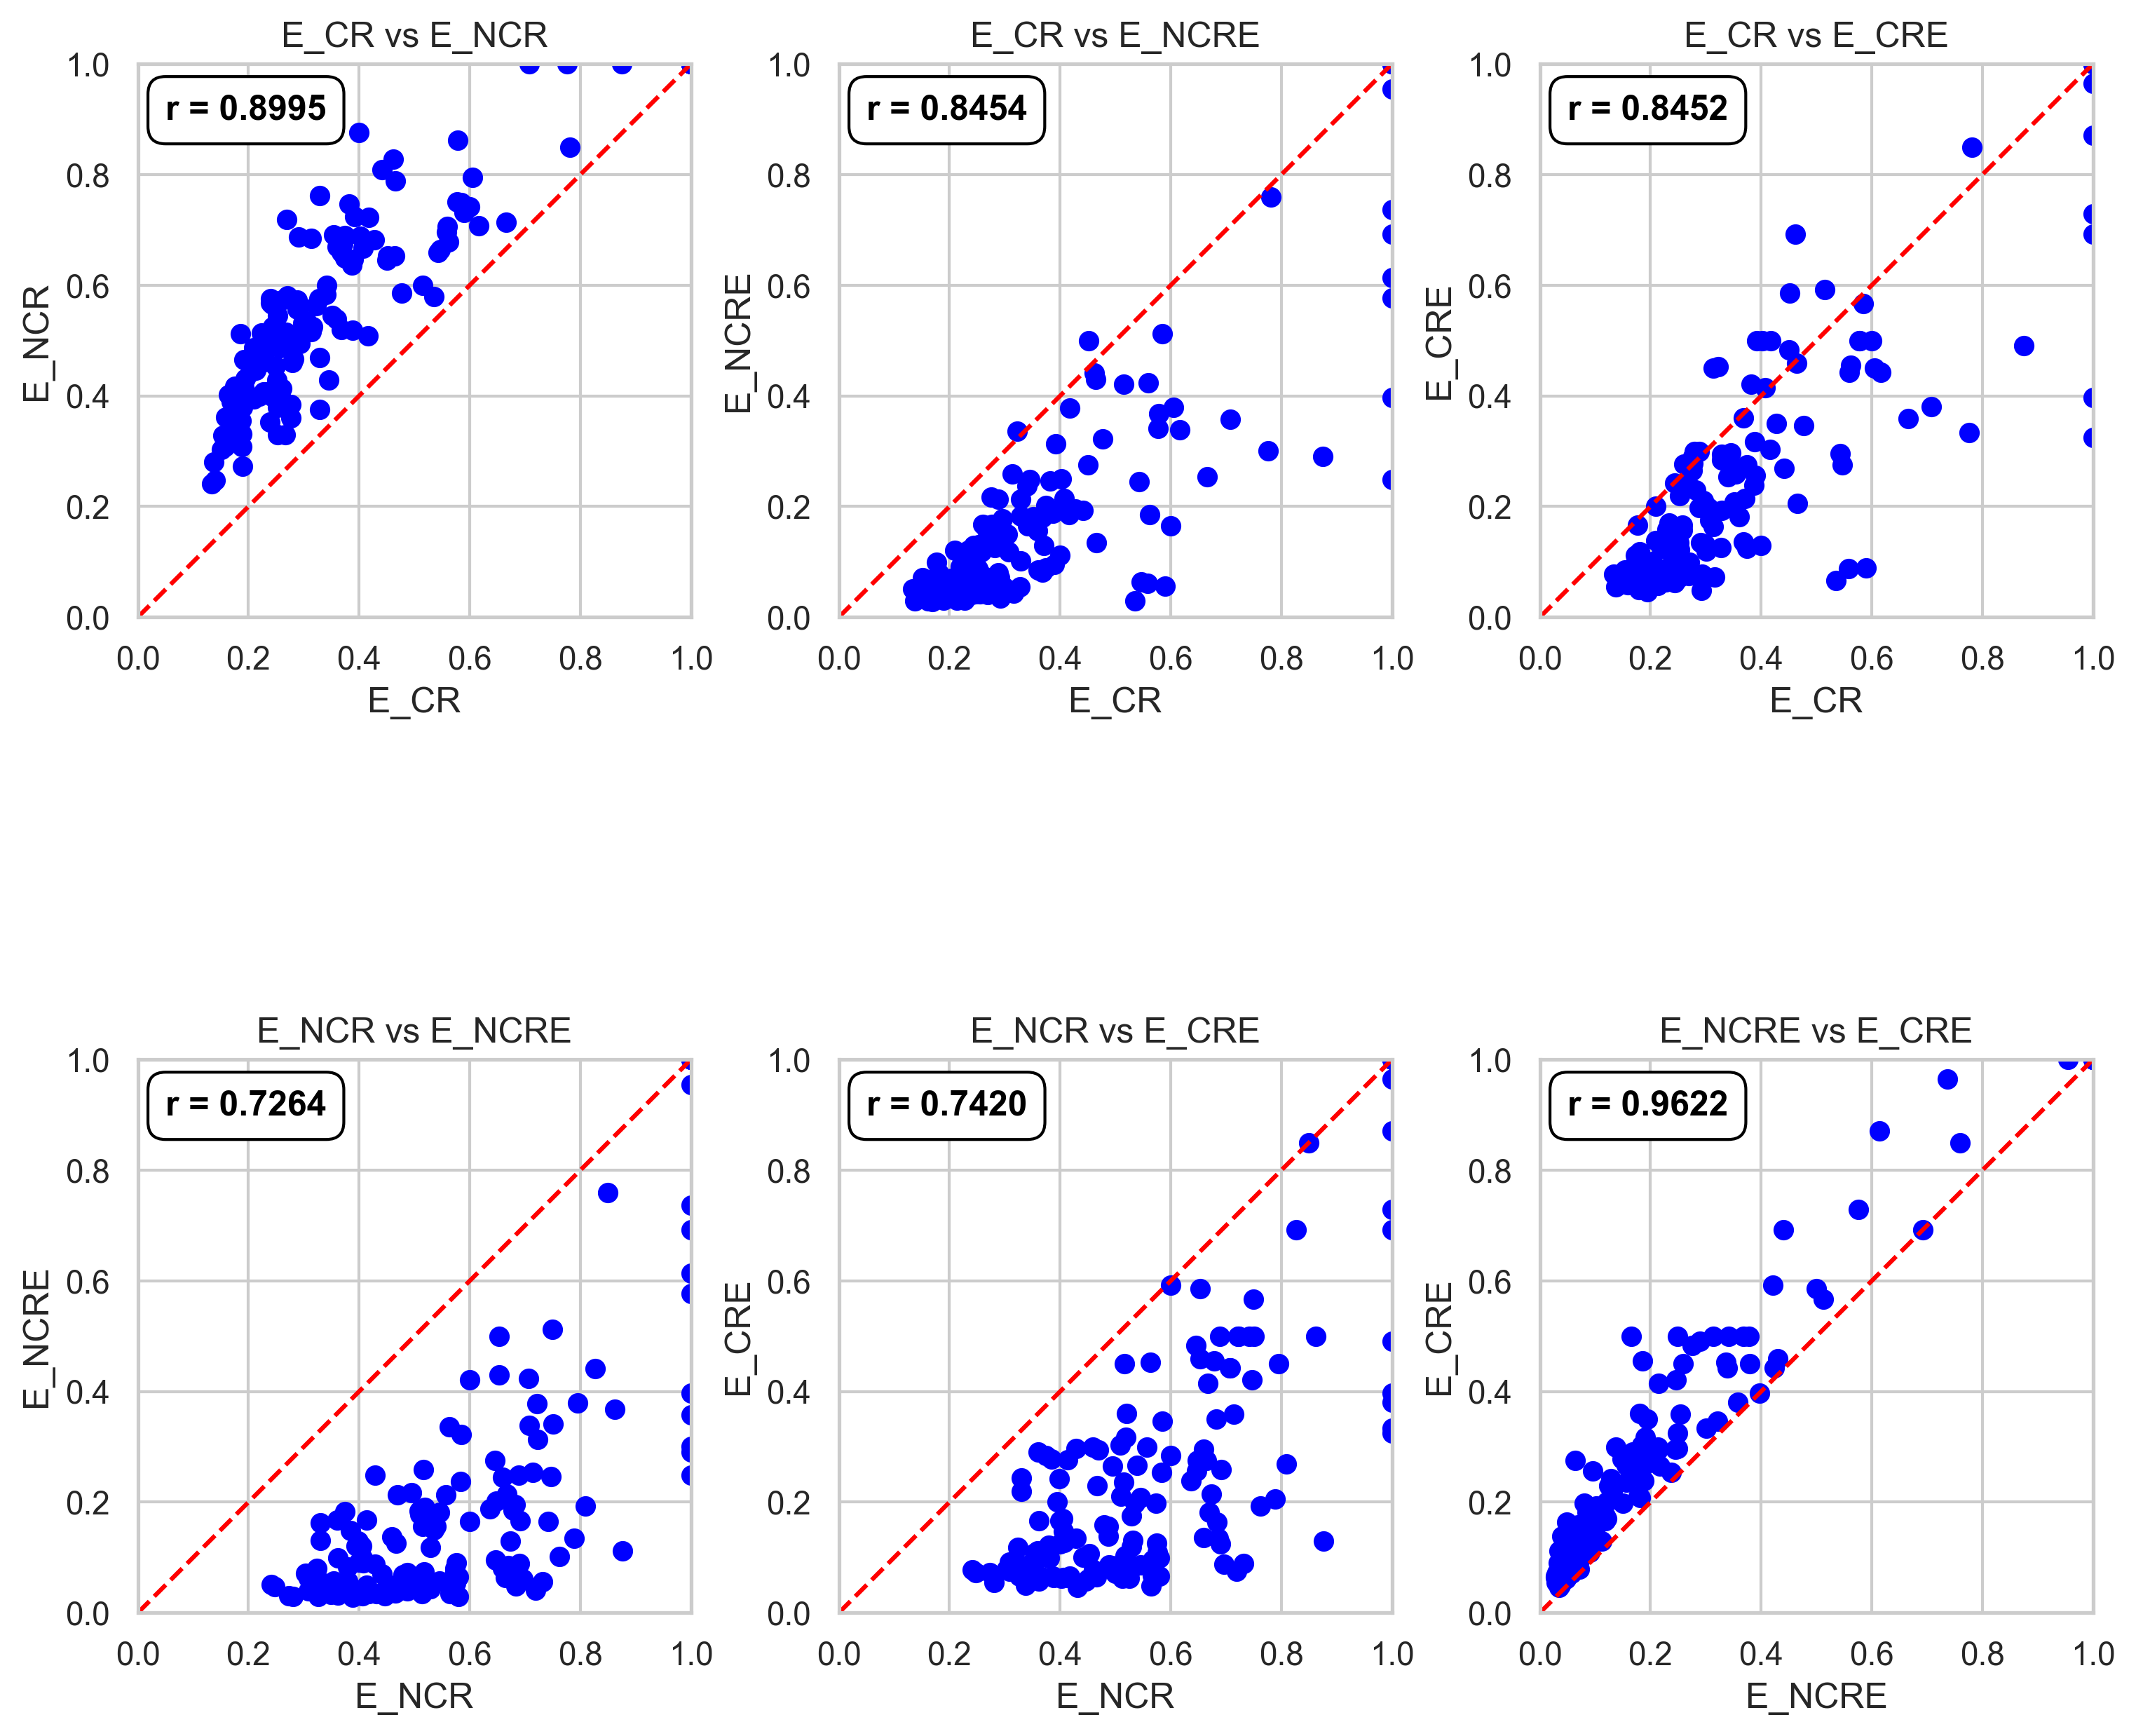 E_CR vs E_NCR
r = 0.8995
1.0
0.8
0.6
0.4
0.2
0.0
E_NCR
0.0 0.2 0.4 0.6 0.8 1.0
E_CR
E_CR vs E_NCRE
r = 0.8454
1.0
0.8
0.6
0.4
0.2
0.0
E_NCRE
0.0 0.2 0.4 0.6 0.8 1.0
E_CR
E_CR vs E_CRE
r = 0.8452
1.0
0.8
0.6
0.4
0.2
0.0
E_CRE
0.0 0.2 0.4 0.6 0.8 1.0
E_CR
E_NCR vs E_NCRE
r = 0.7264
1.0
0.8
0.6
0.4
0.2
0.0
E_NCRE
0.0 0.2 0.4 0.6 0.8 1.0
E_NCR
E_NCR vs E_CRE
r = 0.7420
1.0
0.8
0.6
0.4
0.2
0.0
E_CRE
0.0 0.2 0.4 0.6 0.8 1.0
E_NCR
E_NCRE vs E_CRE
r = 0.9622
1.0
0.8
0.6
0.4
0.2
0.0
E_CRE
0.0 0.2 0.4 0.6 0.8 1.0
E_NCRE